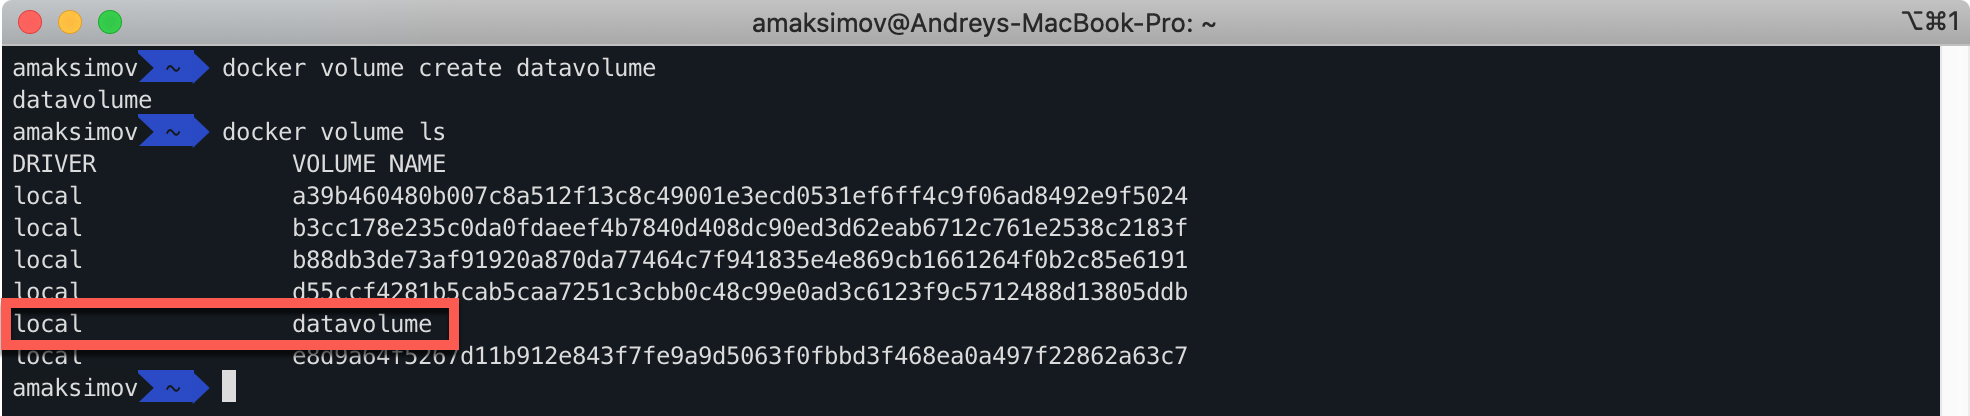 amaksimov@Andreys-MacBook-Pro: ~ ⌥⌘1
amaksimov ~ docker volume create datavolume
datavolume
amaksimov ~ docker volume ls
DRIVER VOLUME NAME
local a39b460480b007c8a512f13c8c49001e3ecd0531ef6ff4c9f06ad8492e9f5024
local b3cc178e235c0da0fdaeef4b7840d408dc90ed3d62eab6712c761e2538c2183f
local b88db3de73af91920a870da77464c7f941835e4e869cb1661264f0b2c85e6191
local d55ccf4281b5cab5caa7251c3cbb0c48c99e0ad3c6123f9c5712488d13805ddb
local datavolume
local e8d9a64f5267d11b912e843f7fe9a9d5063f0fbbd3f468ea0a497f22862a63c7
amaksimov ~